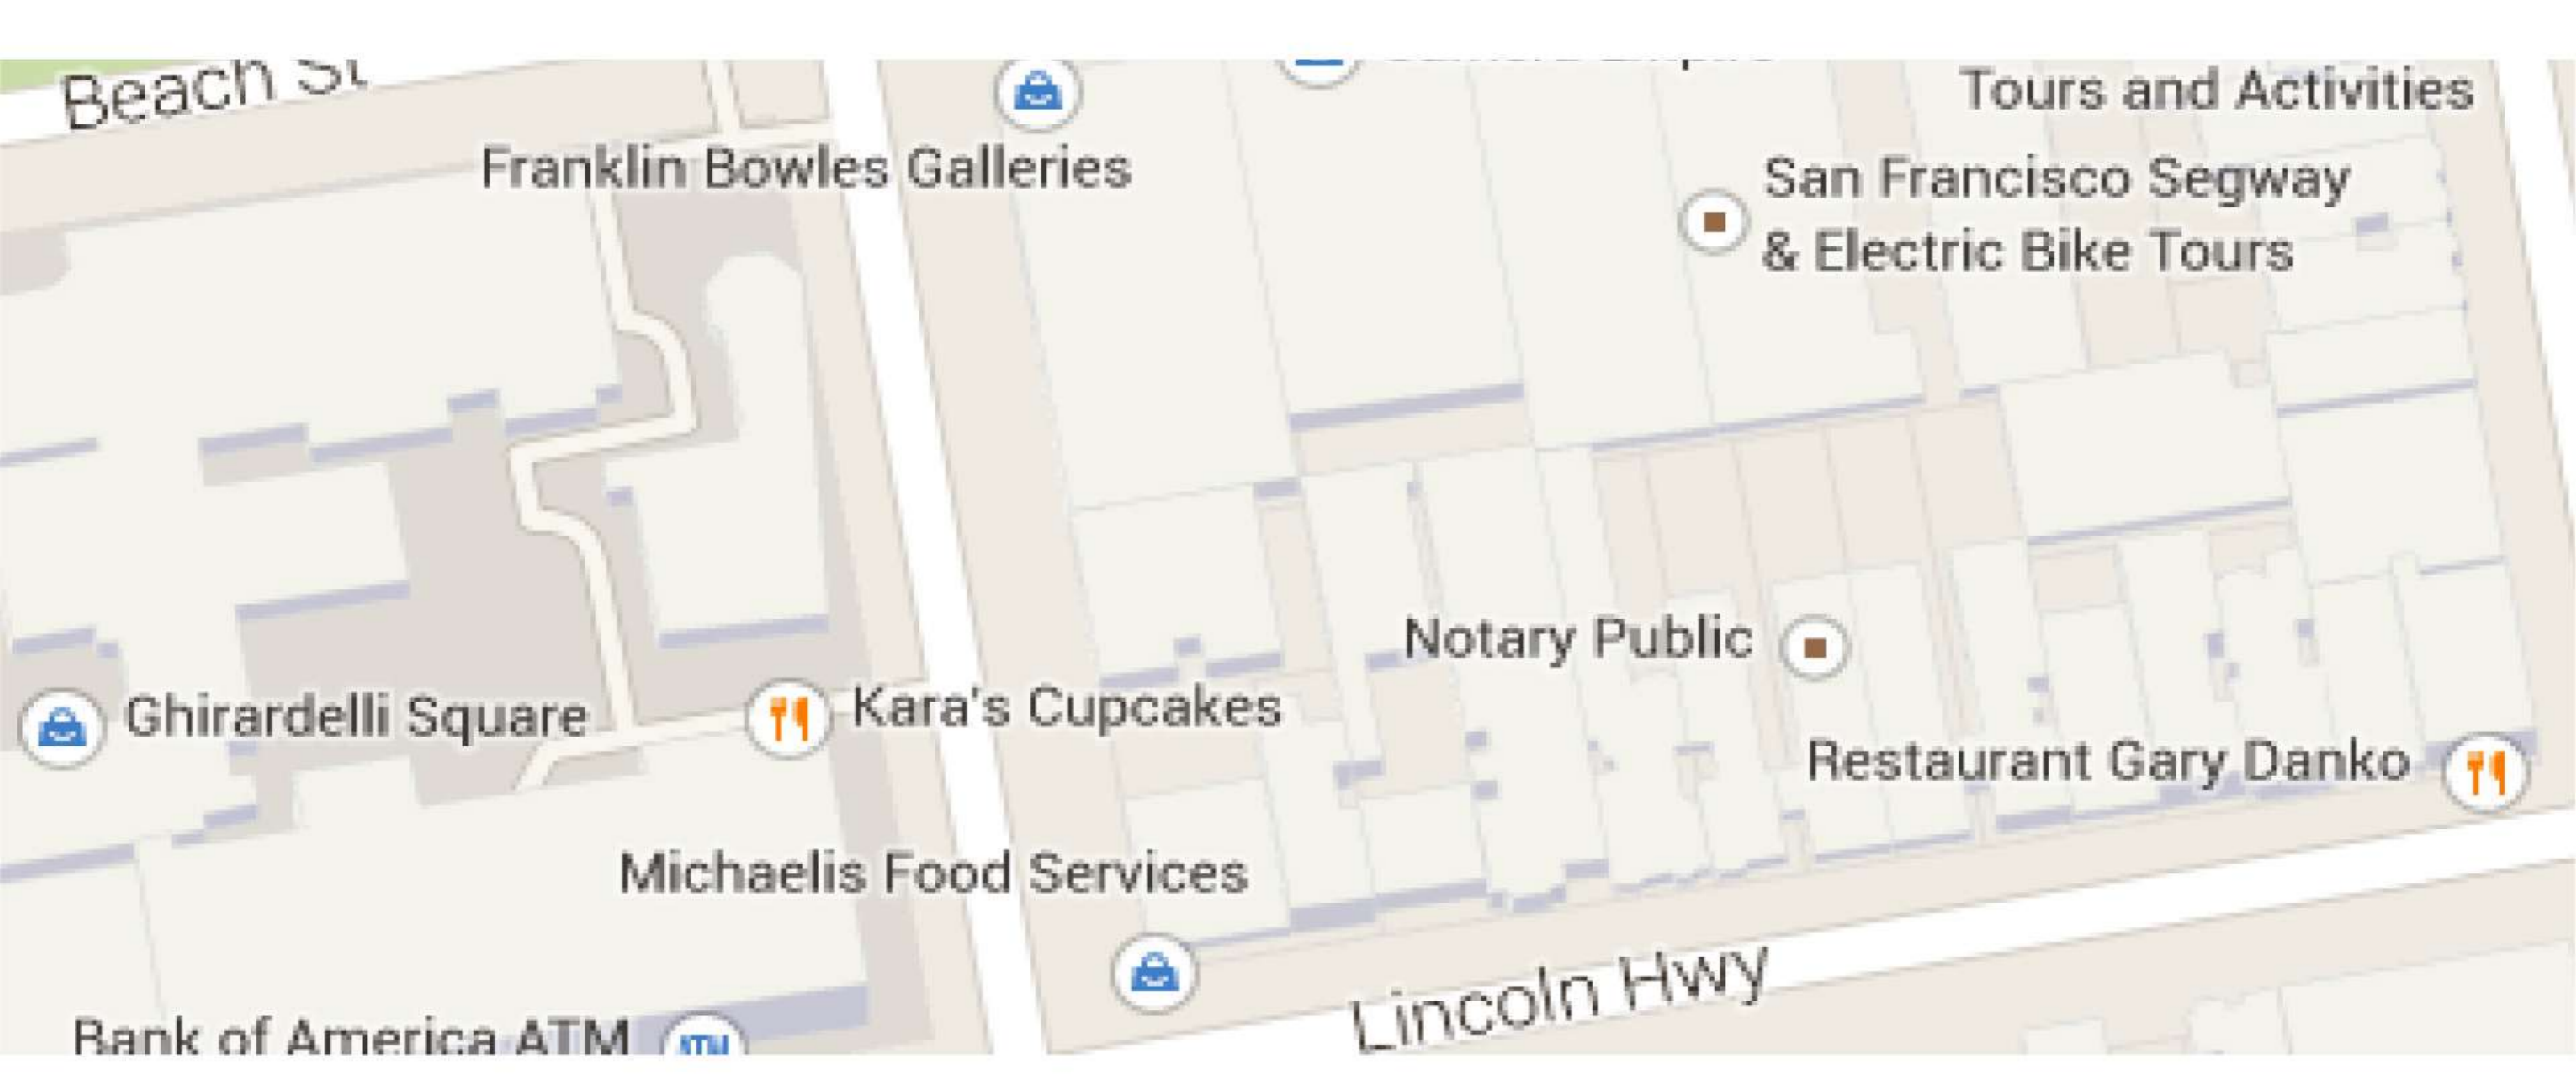 Beach St
Tours and Activities
Franklin Bowles Galleries
San Francisco Segway
& Electric Bike Tours
Notary Public
Ghirardelli Square
Kara's Cupcakes
Restaurant Gary Danko
Michaelis Food Services
Lincoln Hwy
Bank of America ATM
ATM